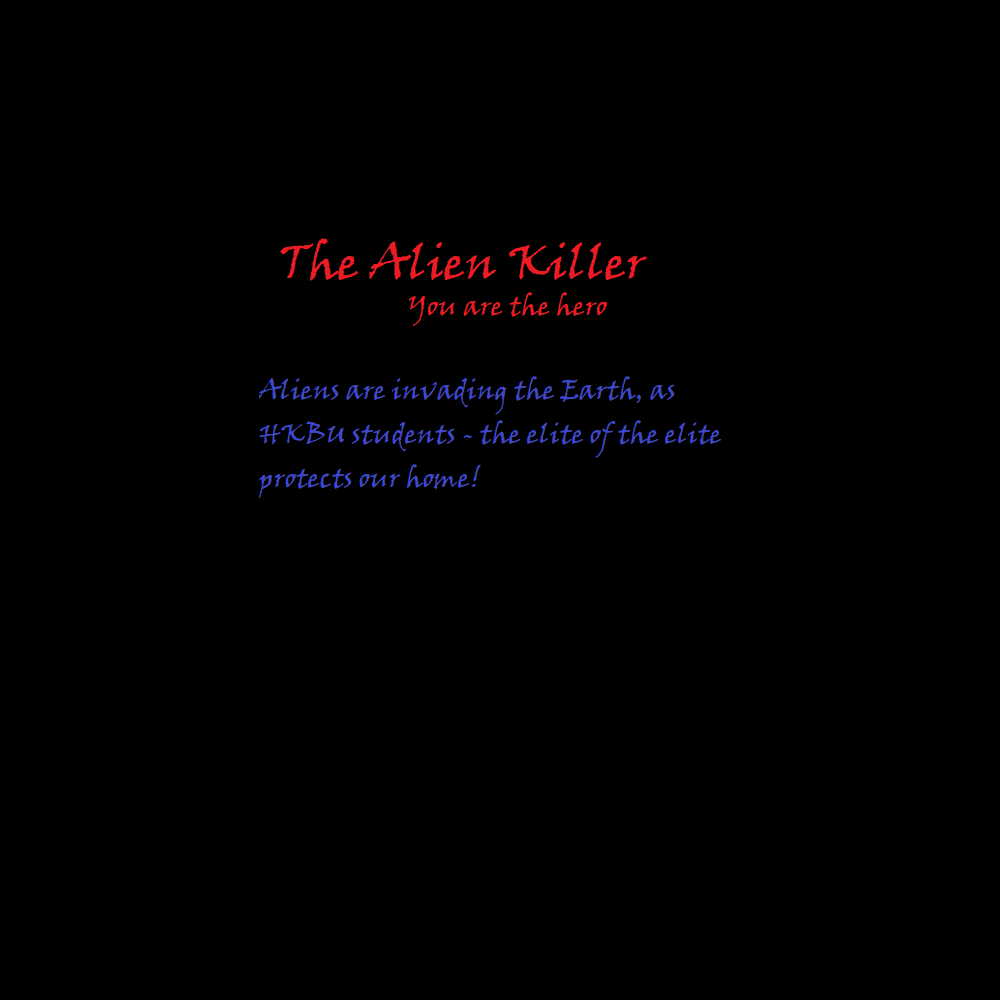 The Alien Killer
You are the hero
Aliens are invading the Earth, as
HKBU students - the elite of the elite
protects our home!